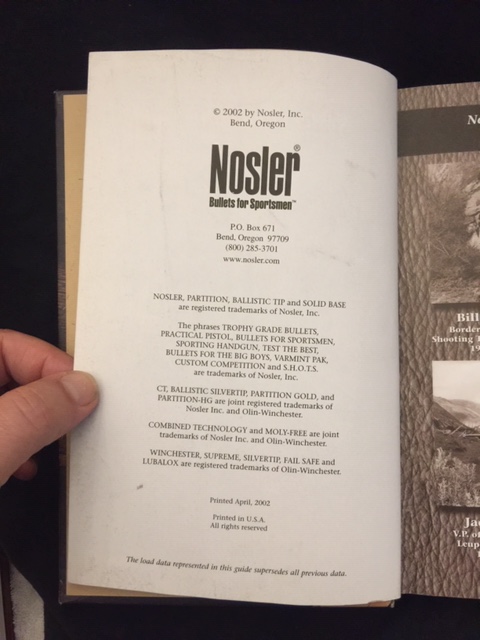 © 2002 by Nosler, Inc.
Bend, Oregon
Nosler®
Bullets for Sportsmen™
P.O. Box 671
Bend, Oregon 97709
(800) 285-3701
www.nosler.com
NOSLER, PARTITION, BALLISTIC TIP and SOLID BASE
are registered trademarks of Nosler, Inc.
The phrases TROPHY GRADE BULLETS,
PRACTICAL PISTOL, BULLETS FOR SPORTSMEN,
SPORTING HANDGUN, TEST THE BEST,
BULLETS FOR THE BIG BOYS, VARMINT PAK,
CUSTOM COMPETITION and S.H.O.T.S.
are trademarks of Nosler, Inc.
CT, BALLISTIC SILVERTIP, PARTITION GOLD, and
PARTITION-HG are joint registered trademarks of
Nosler Inc. and Olin-Winchester.
COMBINED TECHNOLOGY and MOLY-FREE are joint
trademarks of Nosler Inc. and Olin-Winchester.
WINCHESTER, SUPREME, SILVERTIP, FAIL SAFE and
LUBALOX are registered trademarks of Olin-Winchester.
Printed April, 2002
Printed in U.S.A.
All rights reserved
The load data represented in this guide supersedes all previous data.
Bill
Shooting
V.P. of